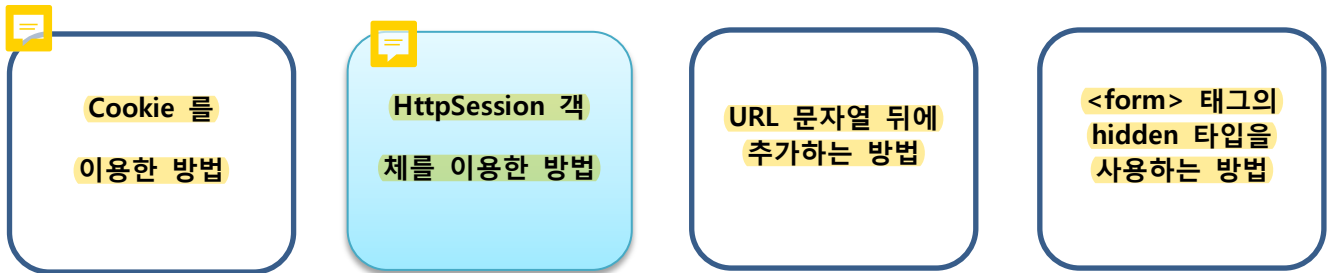 Cookie 를
이용한 방법
HttpSession 객
체를 이용한 방법
URL 문자열 뒤에
추가하는 방법
<form> 태그의
hidden 타입을
사용하는 방법